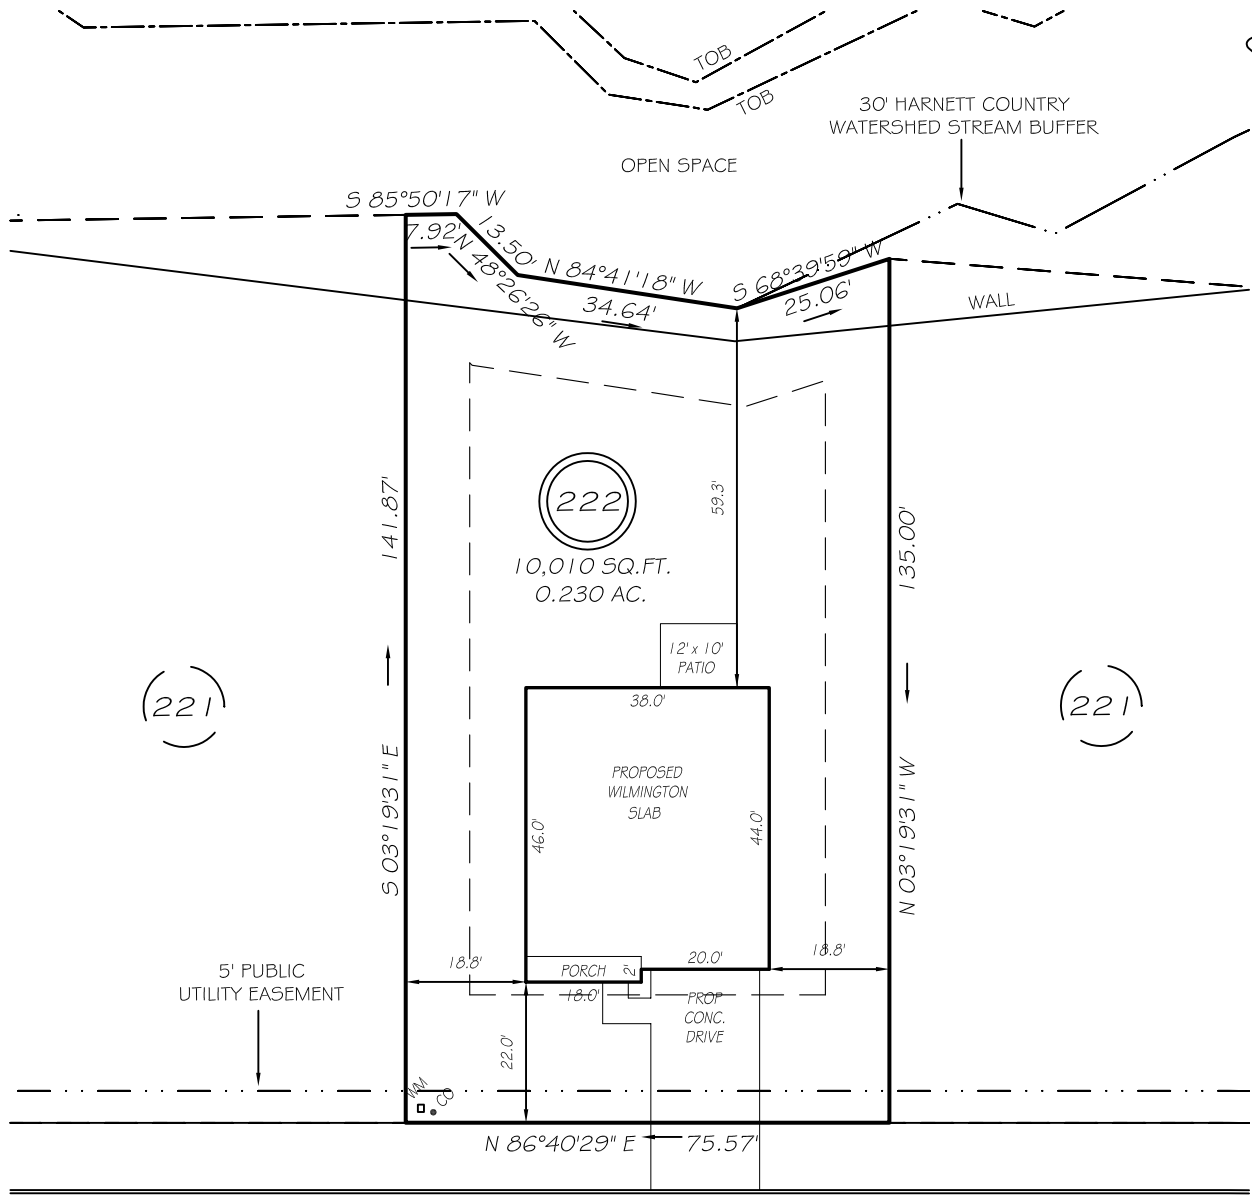 TOB
TOB
30' HARNETT COUNTRY
WATERSHED STREAM BUFFER
OPEN SPACE
S 85°50'17" W
7.92'
13.50'
N 48°26'26" W
N 84°41'18" W
34.64'
S 68°39'59" W
25.06'
WALL
141.87'
S 03°19'31" E
59.3'
135.00'
N 03°19'31" W
222
10,010 SQ.FT.
0.230 AC.
12' x 10'
PATIO
221
221
38.0'
PROPOSED
WILMINGTON
SLAB
46.0'
44.0'
18.8'
PORCH
2'
20.0'
18.8'
18.0'
PROP
CONC.
DRIVE
22.0'
5' PUBLIC
UTILITY EASEMENT
WM
CO
N 86°40'29" E
75.57'